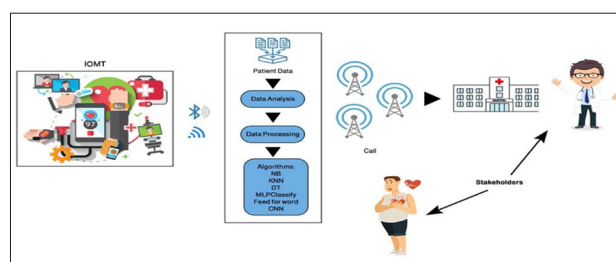 IOMT
Patient Data
Data Analysis
Data Processing
Algorithms:
NB
KNN
DT
MLPClassify
Feed for word
CNN
Call
Stakeholders